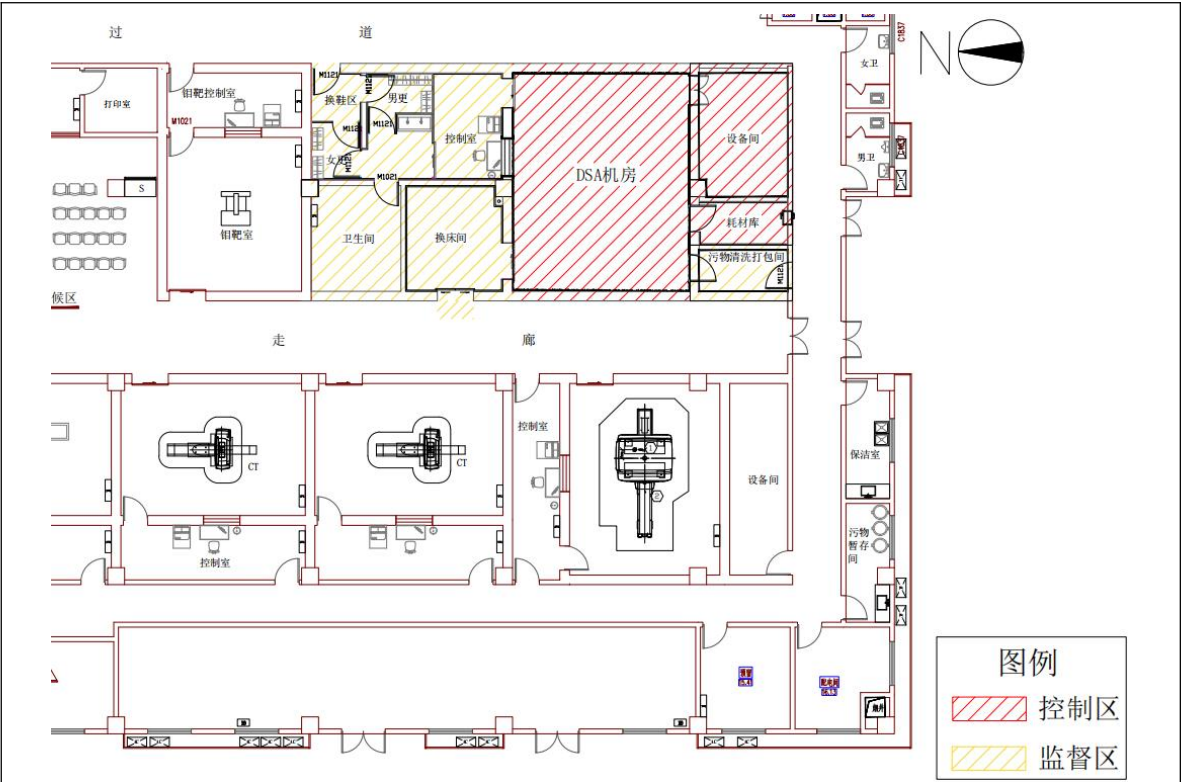 过 道
N
C1837
女卫
打印室
钼靶控制室
M1021
M1121
M1121
换鞋区
男更
M1121
M1121
控制室
设备间
女更
M1121
M1021
DSA机房
男卫
S
钼靶室
卫生间
换床间
耗材库
污物清洗打包间
M1121
候区
走 廊
控制室
CT
CT
设备间
保洁室
控制室
污物
暂存
间
图例
控制区
监督区